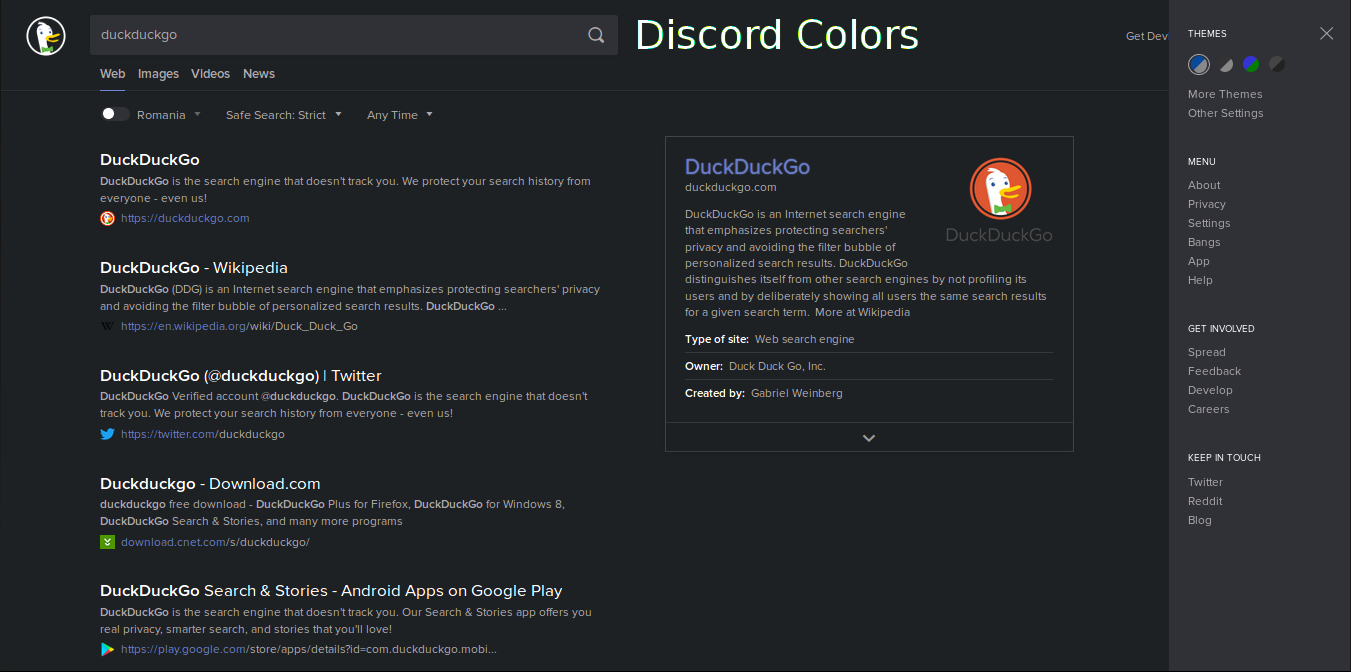 duckduckgo
Discord Colors
Get Dev
Web Images VIdeos News
Romania Safe Search: Strict Any Time
DuckDuckGo
DuckDuckGo is the search engine that doesn't track you. We protect your search history from
everyone - even us!
https://duckduckgo.com
DuckDuckGo - Wikipedia
DuckDuckGo (DDG) is an Internet search engine that emphasizes protecting searchers' privacy
and avoiding the filter bubble of personalized search results. DuckDuckGo ...
W https://en.wikipedia.org/wiki/Duck_Duck_Go
DuckDuckGo (@duckduckgo) | Twitter
DuckDuckGo Verified account @duckduckgo. DuckDuckGo is the search engine that doesn't
track you. We protect your search history from everyone - even us!
https://twitter.com/duckduckgo
Duckduckgo - Download.com
duckduckgo free download - DuckDuckGo Plus for Firefox, DuckDuckGo for Windows 8,
DuckDuckGo Search & Stories, and many more programs
download.cnet.com/s/duckduckgo/
DuckDuckGo Search & Stories - Android Apps on Google Play
DuckDuckGo is the search engine that doesn't track you. Our Search & Stories app offers you
real privacy, smarter search, and stories that you'll love!
https://play.google.com/store/apps/details?id=com.duckduckgo.mobi...
DuckDuckGo
duckduckgo.com
DuckDuckGo
DuckDuckGo is an Internet search engine
that emphasizes protecting searchers'
privacy and avoiding the filter bubble of
personalized search results. DuckDuckGo
distinguishes itself from other search engines by not profiling its
users and by deliberately showing all users the same search results
for a given search term. More at Wikipedia
Type of site: Web search engine
Owner: Duck Duck Go, Inc.
Created by: Gabriel Weinberg
THEMES
More Themes
Other Settings
MENU
About
Privacy
Settings
Bangs
App
Help
GET INVOLVED
Spread
Feedback
Develop
Careers
KEEP IN TOUCH
Twitter
Reddit
Blog